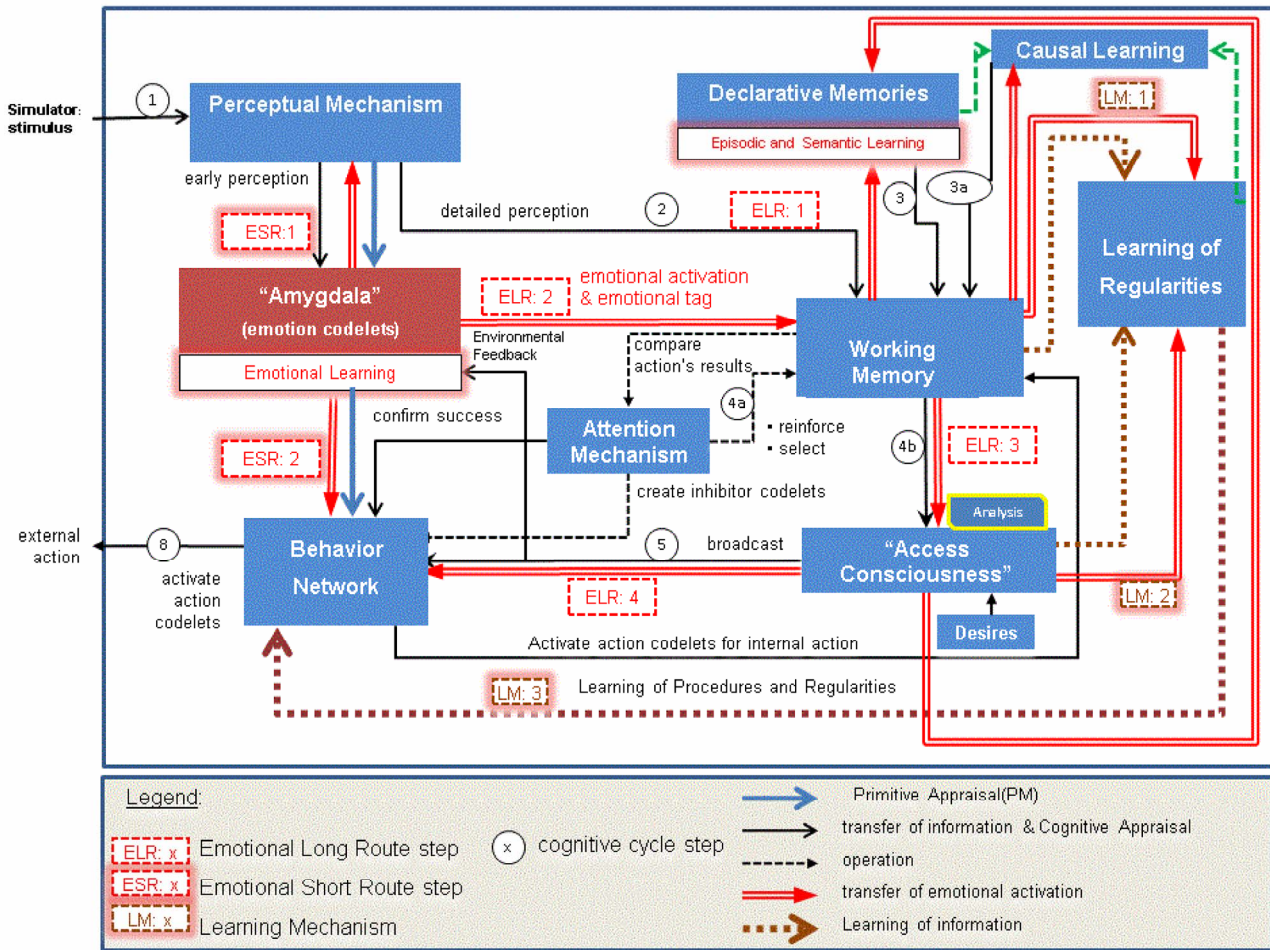 Causal Learning
1
Perceptual Mechanism
Declarative Memories
LM: 1
Simulator:
stimulus
Episodic and Semantic Learning
early perception
3a
detailed perception
2
ELR: 1
3
ESR:1
Learning of
Regularities
“Amygdala”
(emotion codelets)
ELR: 2
emotional activation
& emotional tag
Environmental
Feedback
Emotional Learning
compare
action's results
Working
Memory
confirm success
4a
Attention
Mechanism
▪ reinforce
▪ select
4b
ELR: 3
ESR: 2
create inhibitor codelets
Analysis
external
action
8
Behavior
Network
5
broadcast
“Access
Consciousness”
activate
action
codelets
ELR: 4
LM: 2
Desires
Activate action codelets for internal action
LM: 3
Learning of Procedures and Regularities
Legend:
ELR: x
Emotional Long Route step
ESR: x
Emotional Short Route step
LM: x
Learning Mechanism
x
cognitive cycle step
Primitive Appraisal(PM)
transfer of information & Cognitive Appraisal
operation
transfer of emotional activation
Learning of information